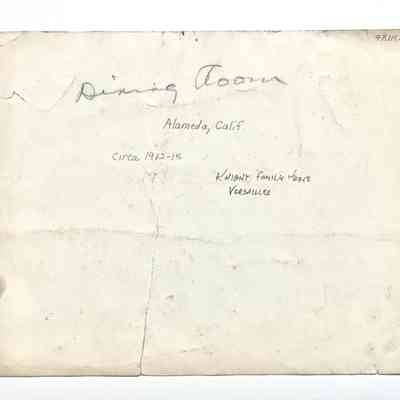 Dining Room
Alameda, Calif
Circa 1912-15
Knight Family Home
Versailles